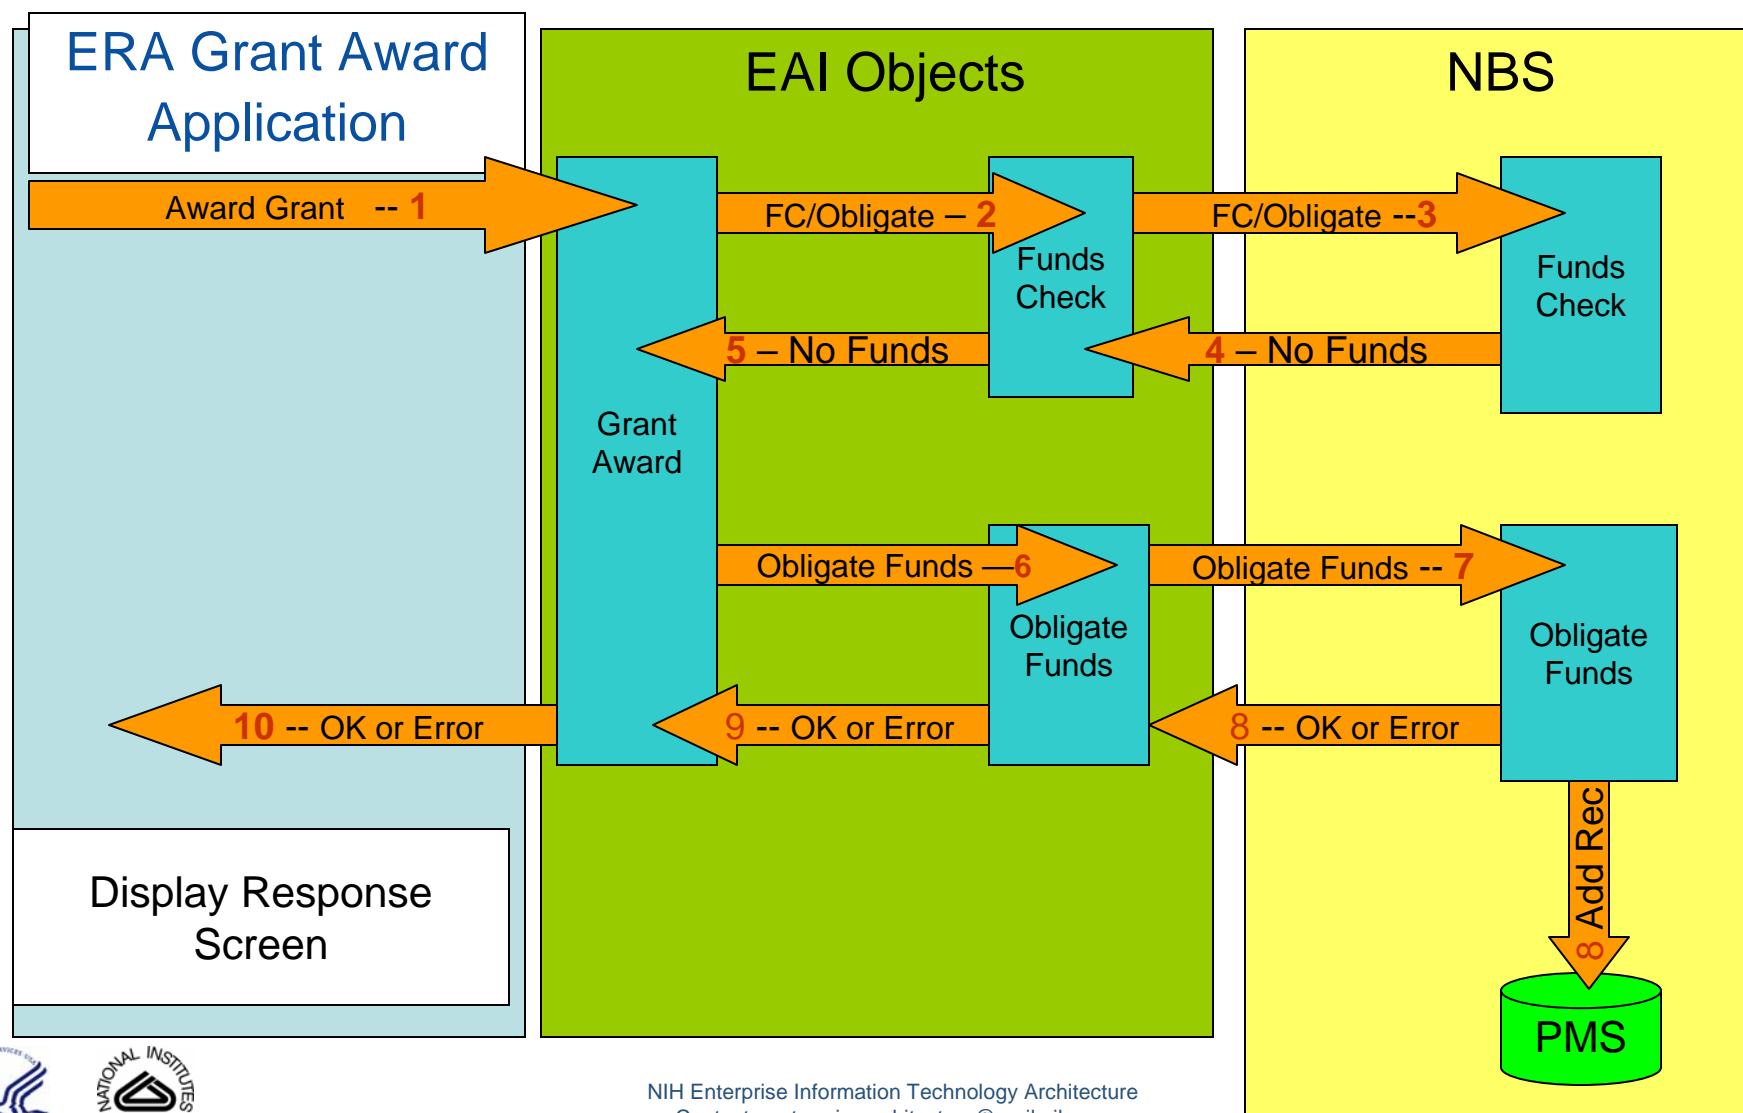 ERA Grant Award
Application
EAI Objects
NBS
Award Grant -- 1
FC/Obligate – 2
FC/Obligate --3
Funds
Check
Funds
Check
5 – No Funds
4 – No Funds
Grant
Award
Obligate Funds —6
Obligate Funds -- 7
Obligate
Funds
Obligate
Funds
10 -- OK or Error
9 -- OK or Error
8 -- OK or Error
8 Add Rec
Display Response
Screen
PMS
NATIONAL INSTITUTES
NIH Enterprise Information Technology Architecture